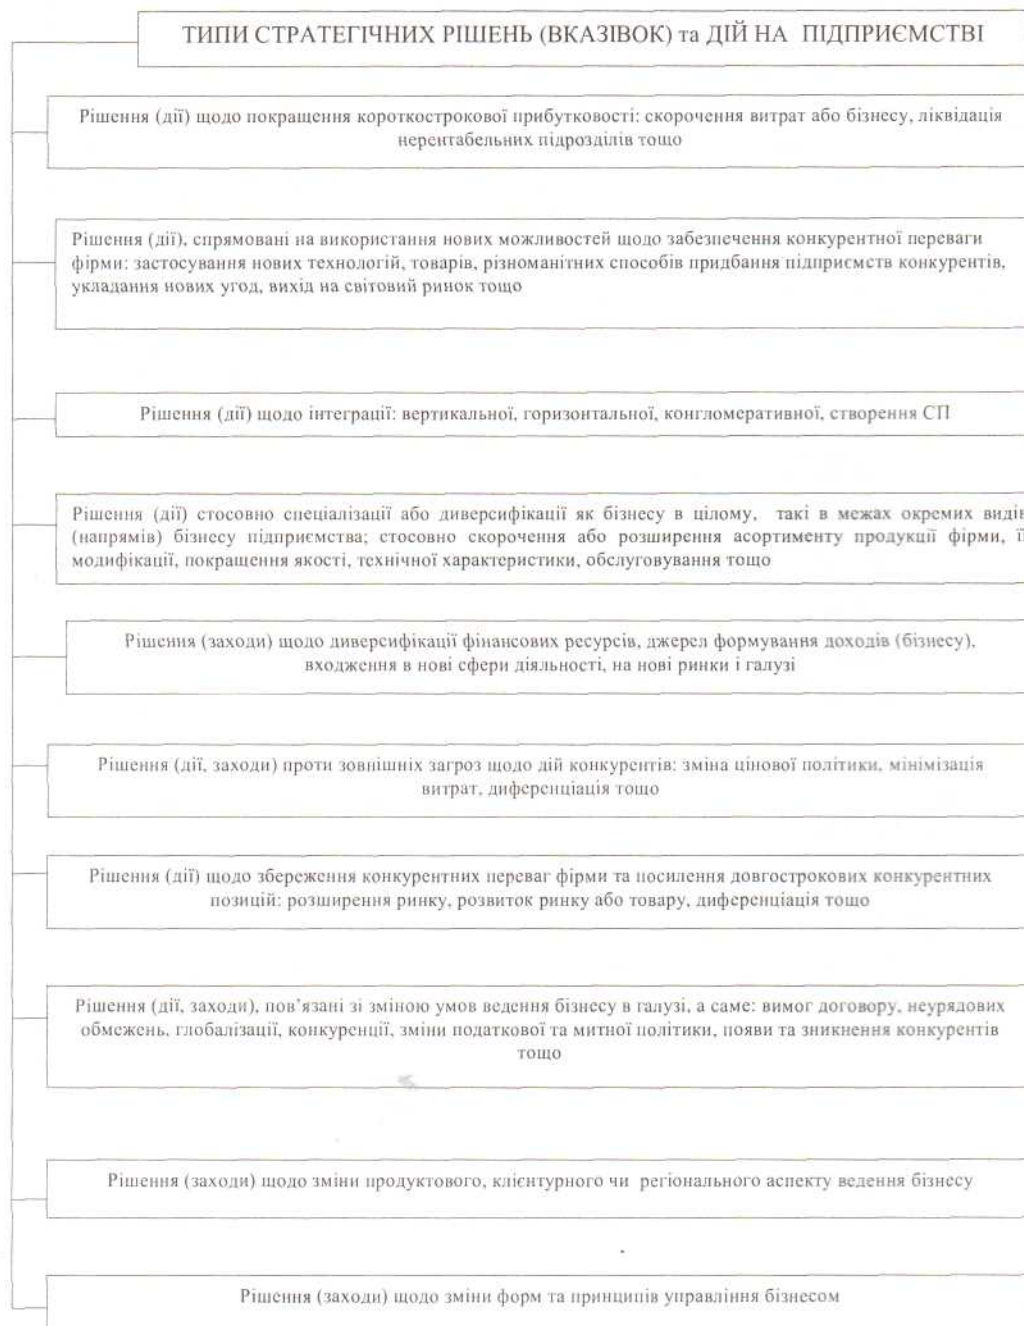 ТИПИ СТРАТЕГІЧНИХ РІШЕНЬ (ВКАЗІВОК) та ДІЙ НА ПІДПРИЄМСТВІ
Рішення (дії) щодо покращення короткострокової прибутковості: скорочення витрат або бізнесу, ліквідація
нерентабельних підрозділів тощо
Рішення (дії), спрямовані на використання нових можливостей щодо забезпечення конкурентної переваги
фірми: застосування нових технологій, товарів, різноманітних способів придбання підприємств конкурентів,
укладання нових угод, вихід на світовий ринок тощо
Рішення (дії) щодо інтеграції: вертикальної, горизонтальної, конгломеративної, створення СП
Рішення (дії) стосовно спеціалізації або диверсифікації як бізнесу в цілому, такі в межах окремих видів
(напрямів) бізнесу підприємства; стосовно скорочення або розширення асортименту продукції фірми, її
модифікації, покращення якості, технічної характеристики, обслуговування тощо
Рішення (заходи) щодо диверсифікації фінансових ресурсів, джерел формування доходів (бізнесу),
входження в нові сфери діяльності, на нові ринки і галузі
Рішення (дії, заходи) проти зовнішніх загроз щодо дій конкурентів: зміна цінової політики, мінімізація
витрат, диференціація тощо
Рішення (дії) щодо збереження конкурентних переваг фірми та посилення довгострокових конкурентних
позицій: розширення ринку, розвиток ринку або товару, диференціація тощо
Рішення (дії, заходи), пов’язані зі зміною умов ведення бізнесу в галузі, а саме: вимог договору, неурядових
обмежень, глобалізації, конкуренції, зміни податкової та митної політики, появи та зникнення конкурентів
тощо
Рішення (заходи) щодо зміни продуктового, клієнтурного чи регіонального аспекту ведення бізнесу
Рішення (заходи) щодо зміни форм та принципів управління бізнесом